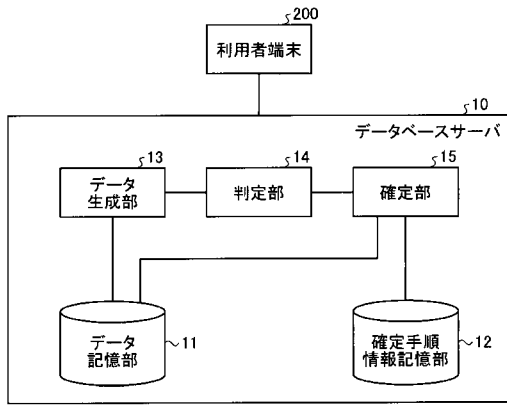 200
利用者端末
10
データベースサーバ
13
データ
生成部
14
判定部
15
確定部
データ
記憶部
11
確定手順
情報記憶部
12